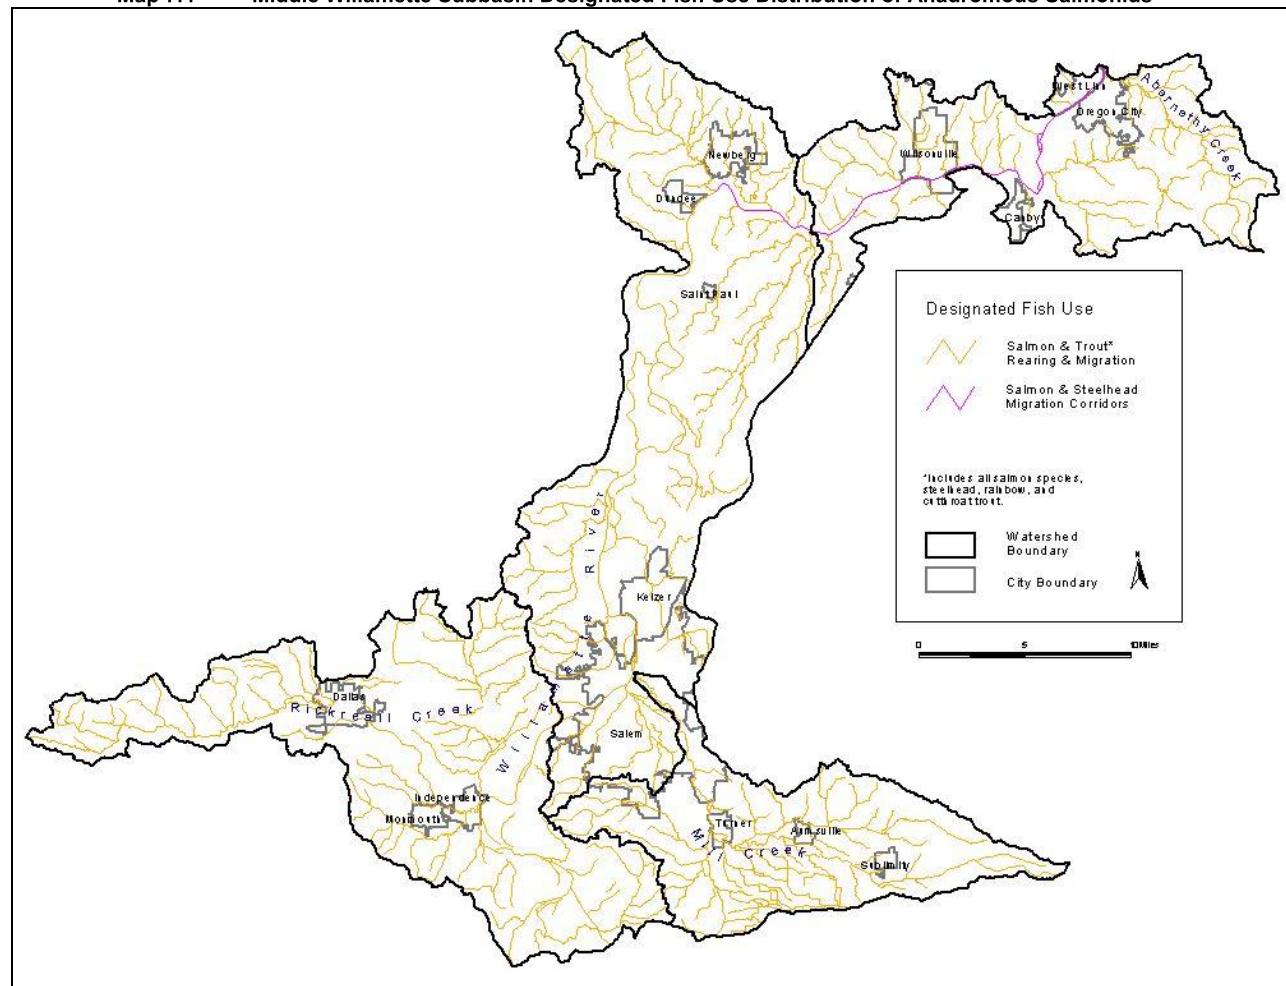 Middle Willamette Subbasin Designated Fish Use Distribution of Anadromous Salmonids
West Linn
Oregon City
Abernethy Creek
Newberg
Wilsonville
Dundee
Canby
Saint Paul
Designated Fish Use
Salmon & Trout*
Rearing & Migration
Salmon & Steelhead
Migration Corridors
*Includes all salmon species,
steelhead, rainbow, and
cutthroat trout.
Watershed
Boundary
City Boundary
N
0 5 10 Miles
Willamette River
Keizer
Dallas
Rickreall Creek
Salem
Independence
Monmouth
Turner
Aumsville
Mill Creek
Sublimity